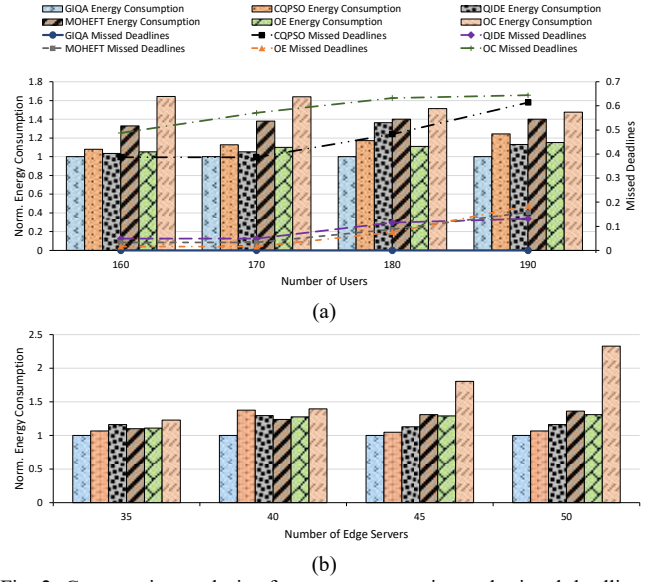 GIQA Energy Consumption CQPSO Energy Consumption QIDE Energy Consumption
MOHEFT Energy Consumption OE Energy Consumption OC Energy Consumption
GIQA Missed Deadlines CQPSO Missed Deadlines QIDE Missed Deadlines
MOHEFT Missed Deadlines OE Missed Deadlines OC Missed Deadlines
Norm. Energy Consumption
1.8
1.6
1.4
1.2
1
0.8
0.6
0.4
0.2
0
0.7
0.6
0.5
0.4
0.3
0.2
0.1
0
Missed Deadlines
160 170 180 190
Number of Users
(a)
Norm. Energy Consumption
2.5
2
1.5
1
0.5
0
35 40 45 50
Number of Edge Servers
(b)